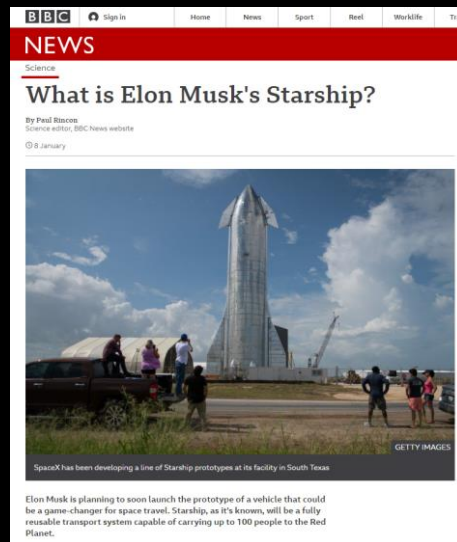 BBC Sign in Home News Sport Reel Worklife
NEWS
Science
What is Elon Musk's Starship?
By Paul Rincon
Science editor, BBC News website
8 January
GETTY IMAGES
SpaceX has been developing a line of Starship prototypes at its facility in South Texas
Elon Musk is planning to soon launch the prototype of a vehicle that could
be a game-changer for space travel. Starship, as it's known, will be a fully
reusable transport system capable of carrying up to 100 people to the Red
Planet.